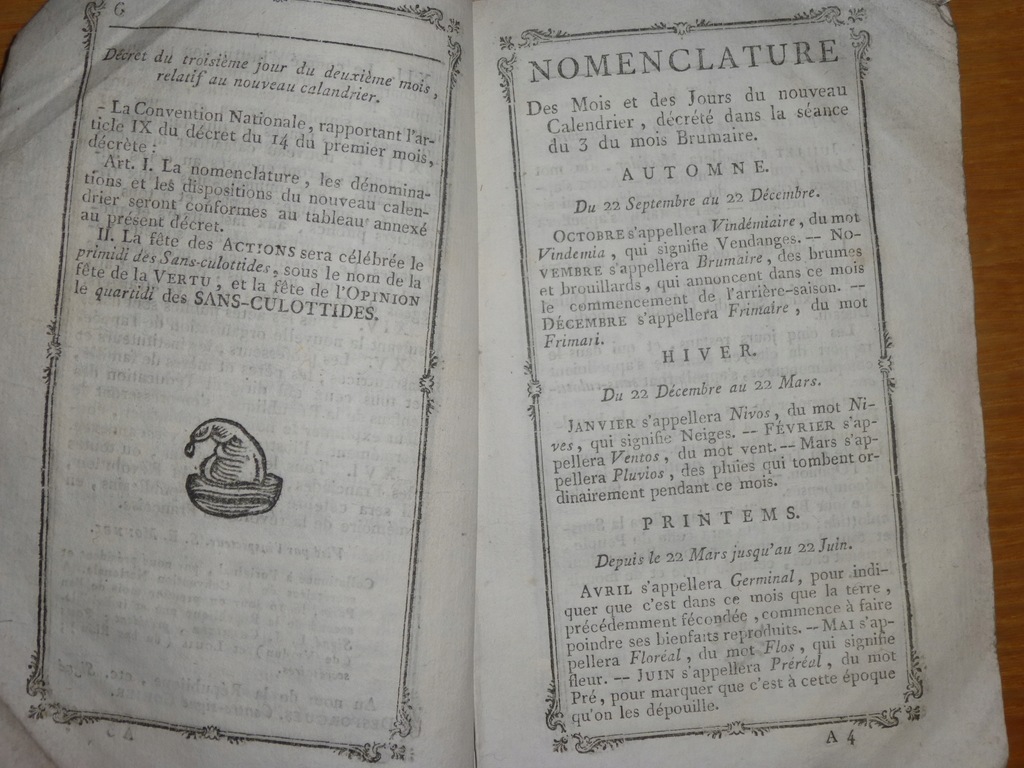 G
Décret du troisième jour du deuxième mois,
relatif au nouveau calandrier.
- La Convention Nationale, rapportant l'ar-
ticle IX du décret du 14 du premier mois,
décrète :
Art. I. La nomenclature, les dénomina-
tions et les dispositions du nouveau calen-
drier seront conformes au tableau annexé
au présent décret.
II. La fête des ACTIONS sera célébrée le
primidi des Sans-culottides, sous le nom de la
fête de la VERTU, et la fête de l'OPINION
le quartidi des SANS-CULOTTIDES.
NOMENCLATURE
Des Mois et des Jours du nouveau
Calendrier, décrété dans la séance
du 3 du mois Brumaire.
AUTOMNE.
Du 22 Septembre au 22 Décembre.
OCTOBRE s'appellera Vindémiaire, du mot
Vindemia, qui signifie Vendanges. — NO-
VEMBRE s'appellera Brumaire, des brumes
et brouillards, qui annoncent dans ce mois
le commencement de l'arrière-saison. —
DÉCEMBRE s'appellera Frimaire, du mot
Frimari.
HIVER.
Du 22 Décembre au 22 Mars.
JANVIER s'appellera Nivos, du mot Ni-
ves, qui signifie Neiges. — FÉVRIER s'ap-
pellera Ventos, du mot vent. — Mars s'ap-
pellera Pluvios, des pluies qui tombent or-
dinairement pendant ce mois.
PRINTEMS.
Depuis le 22 Mars jusqu'au 22 Juin.
AVRIL s'appellera Germinal, pour indi-
quer que c'est dans ce mois que la terre,
précédemment fécondée, commence à faire
poindre ses bienfaits reproduits. — MAI s'ap-
pellera Floréal, du mot Flos, qui signifie
fleur. — JUIN s'appellera Préréal, du mot
Pré, pour marquer que c'est à cette époque
qu'on les dépouille.
A 4